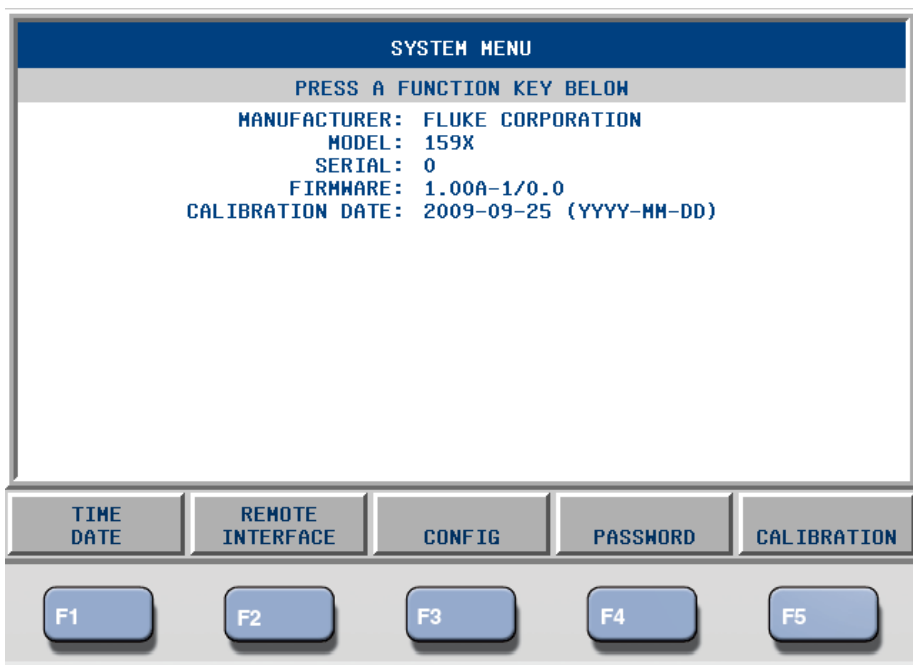 SYSTEM MENU
PRESS A FUNCTION KEY BELOW
MANUFACTURER: FLUKE CORPORATION
MODEL: 159X
SERIAL: 0
FIRMWARE: 1.00A-1/0.0
CALIBRATION DATE: 2009-09-25 (YYYY-MM-DD)
TIME DATE
REMOTE INTERFACE
CONFIG
PASSWORD
CALIBRATION
F1
F2
F3
F4
F5